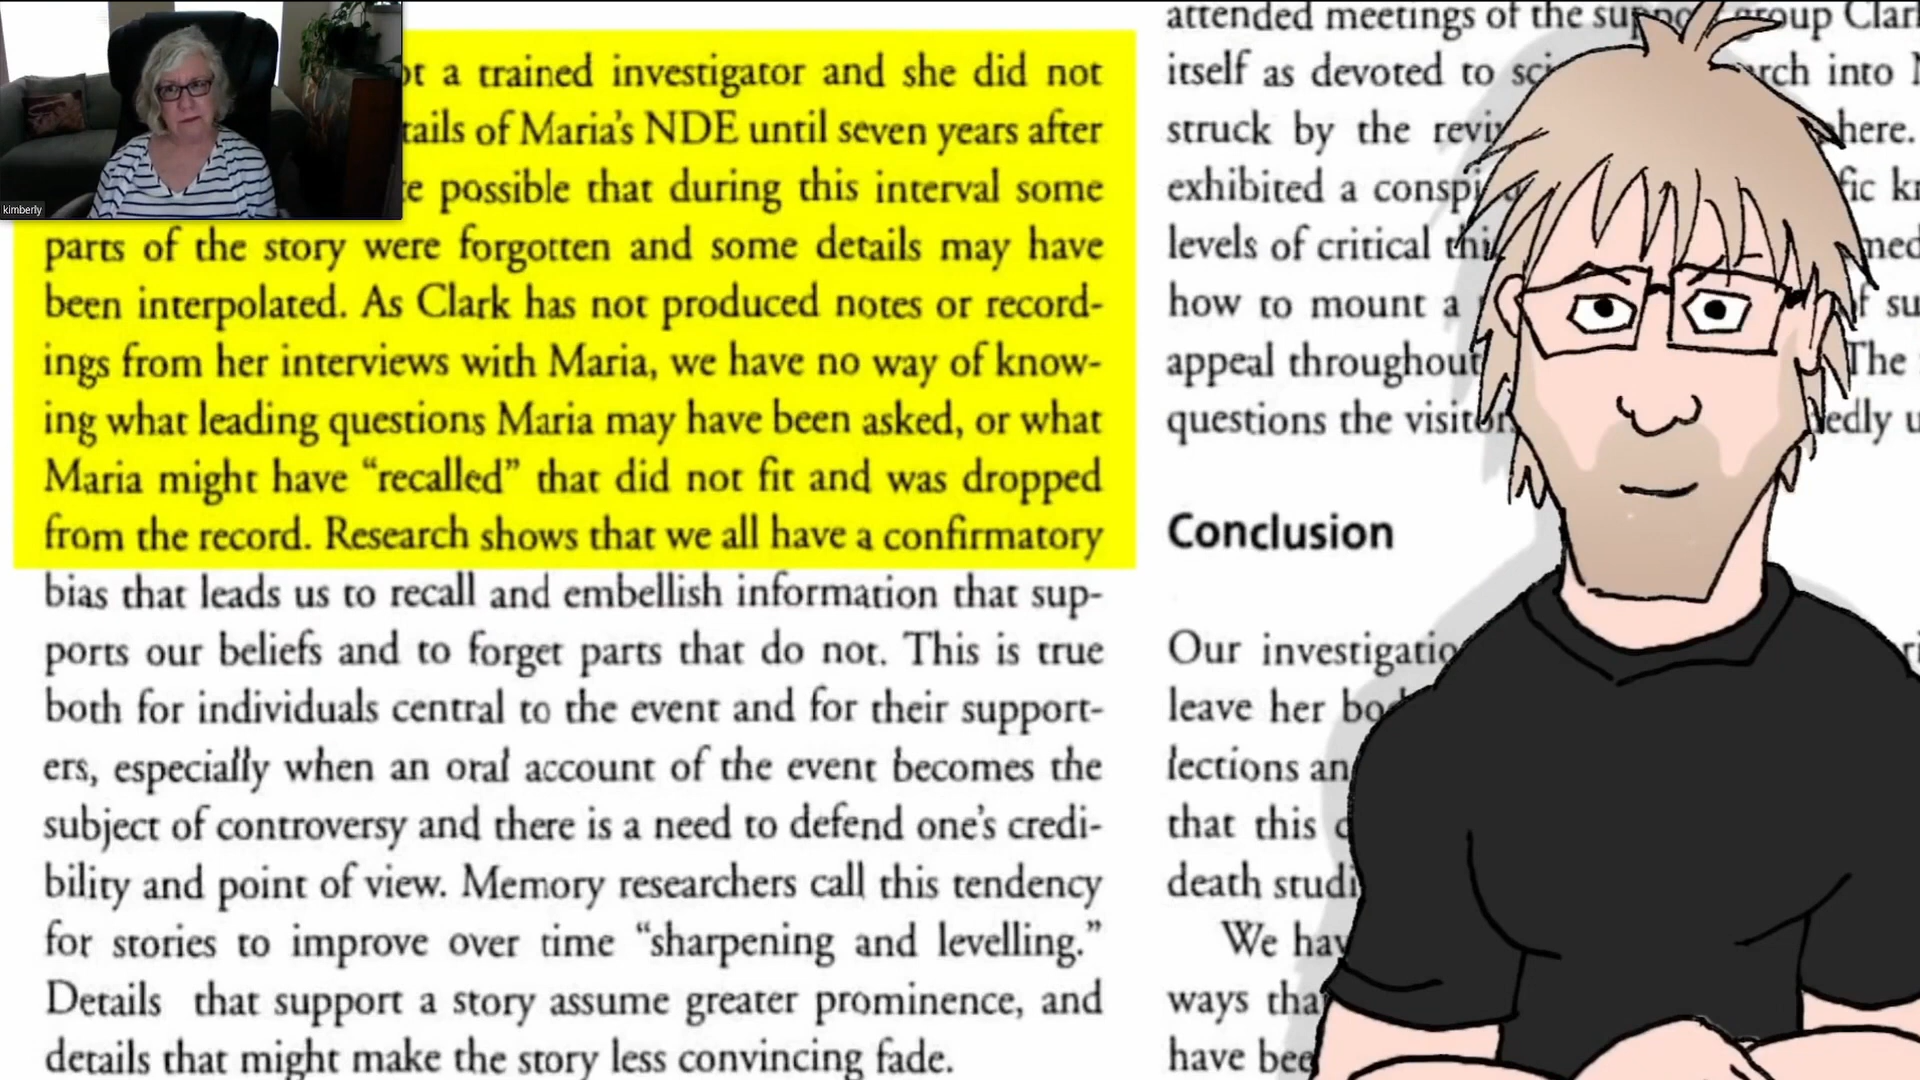 kimberly
a trained investigator and she did not
of Maria's NDE until seven years after
possible that during this interval some
parts of the story were forgotten and some details may have
been interpolated. As Clark has not produced notes or record-
ings from her interviews with Maria, we have no way of know-
ing what leading questions Maria may have been asked, or what
Maria might have “recalled” that did not fit and was dropped
from the record. Research shows that we all have a confirmatory
bias that leads us to recall and embellish information that sup-
ports our beliefs and to forget parts that do not. This is true
both for individuals central to the event and for their support-
ers, especially when an oral account of the event becomes the
subject of controversy and there is a need to defend one's credi-
bility and point of view. Memory researchers call this tendency
for stories to improve over time “sharpening and levelling.”
Details that support a story assume greater prominence, and
details that might make the story less convincing fade.
attended meetings of the group
itself as devoted to into
struck by the
exhibited a
levels of critical
how to mount a
appeal throughout The
questions the
Conclusion
Our
leave her
lections
that this
death
We
ways
have